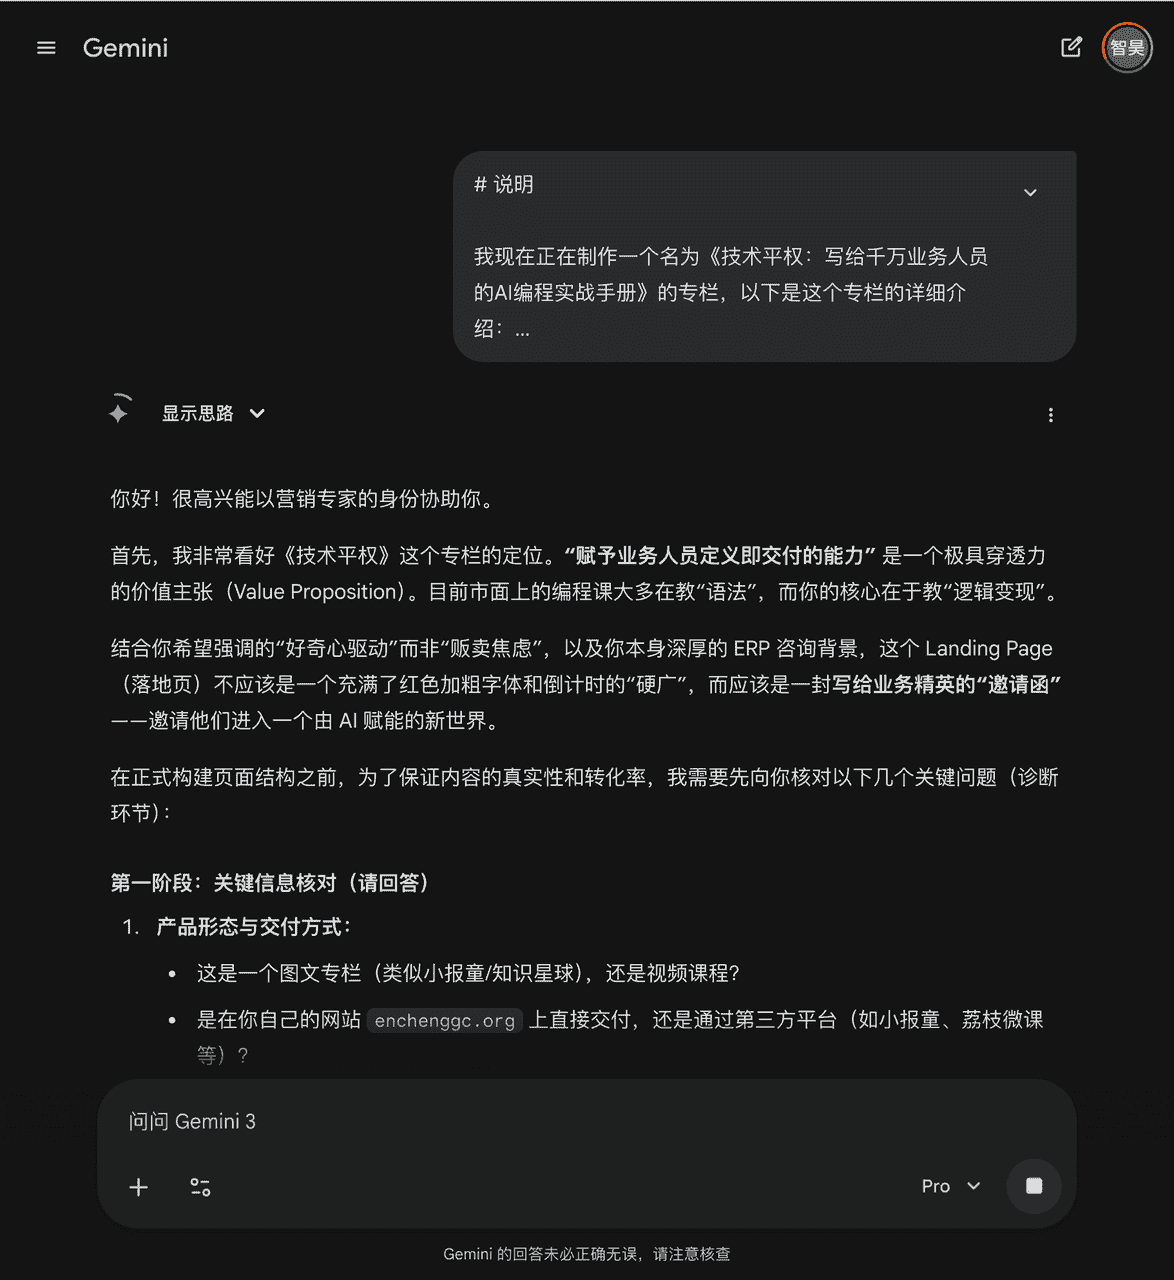 Gemini
智昊
# 说明
我现在正在制作一个名为《技术平权：写给千万业务人员
的AI编程实战手册》的专栏，以下是这个专栏的详细介
绍：...
显示思路
你好！很高兴能以营销专家的身份协助你。
首先，我非常看好《技术平权》这个专栏的定位。“赋予业务人员定义即交付的能力” 是一个极具穿透力
的价值主张（Value Proposition）。目前市面上的编程课大多在教“语法”，而你的核心在于教“逻辑变现”。
结合你希望强调的“好奇心驱动”而非“贩卖焦虑”，以及你本身深厚的 ERP 咨询背景，这个 Landing Page
（落地页）不应该是一个充满了红色加粗字体和倒计时的“硬广”，而应该是一封写给业务精英的“邀请函”
——邀请他们进入一个由 AI 赋能的新世界。
在正式构建页面结构之前，为了保证内容的真实性和转化率，我需要先向你核对以下几个关键问题（诊断
环节）：
第一阶段：关键信息核对（请回答）
1. 产品形态与交付方式：
• 这是一个图文专栏（类似小报童/知识星球），还是视频课程？
• 是在你自己的网站 enchenggc.org 上直接交付，还是通过第三方平台（如小报童、荔枝微课
等）？
问问 Gemini 3
Pro
Gemini 的回答未必正确无误，请注意核查